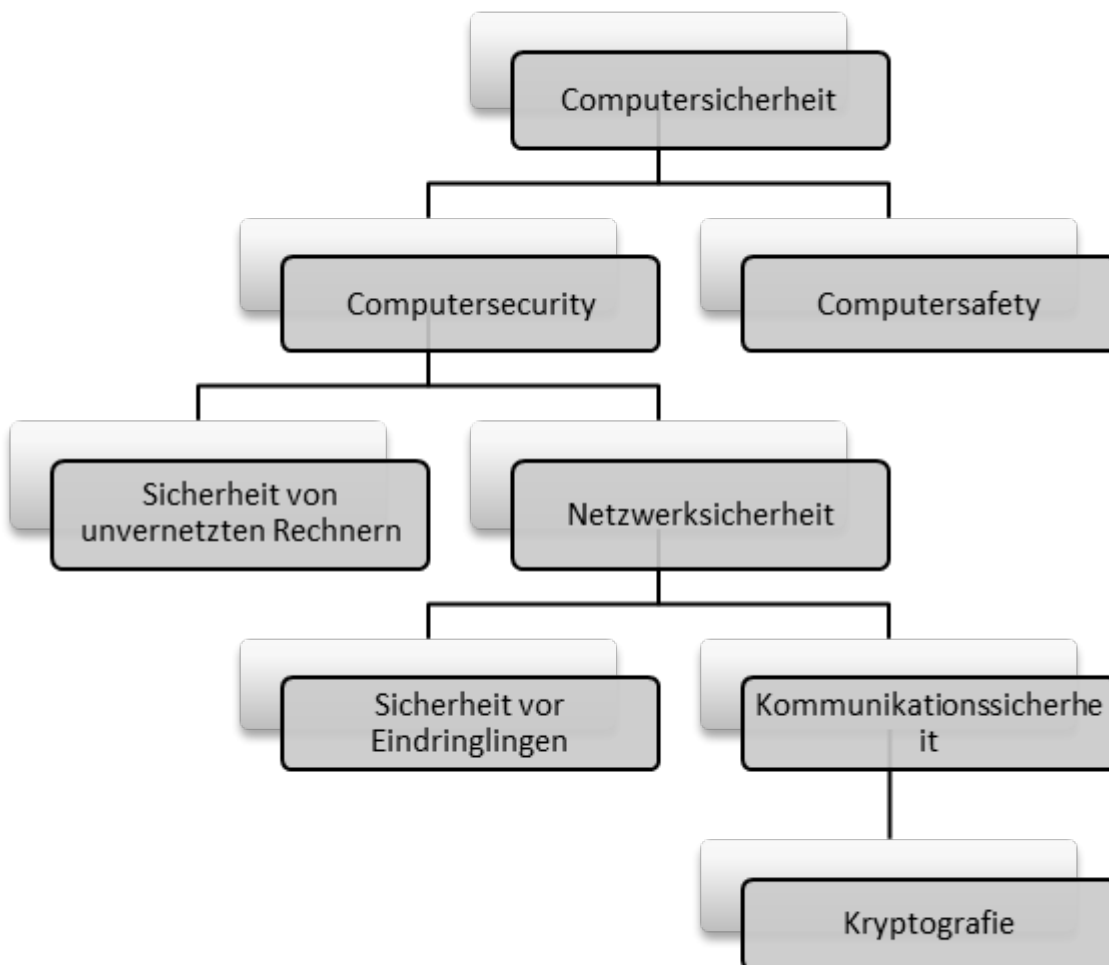 Computersicherheit
Computersecurity
Computersafety
Sicherheit von
unvernetzten Rechnern
Netzwerksicherheit
Sicherheit vor
Eindringlingen
Kommunikationssicherhe
it
Kryptografie